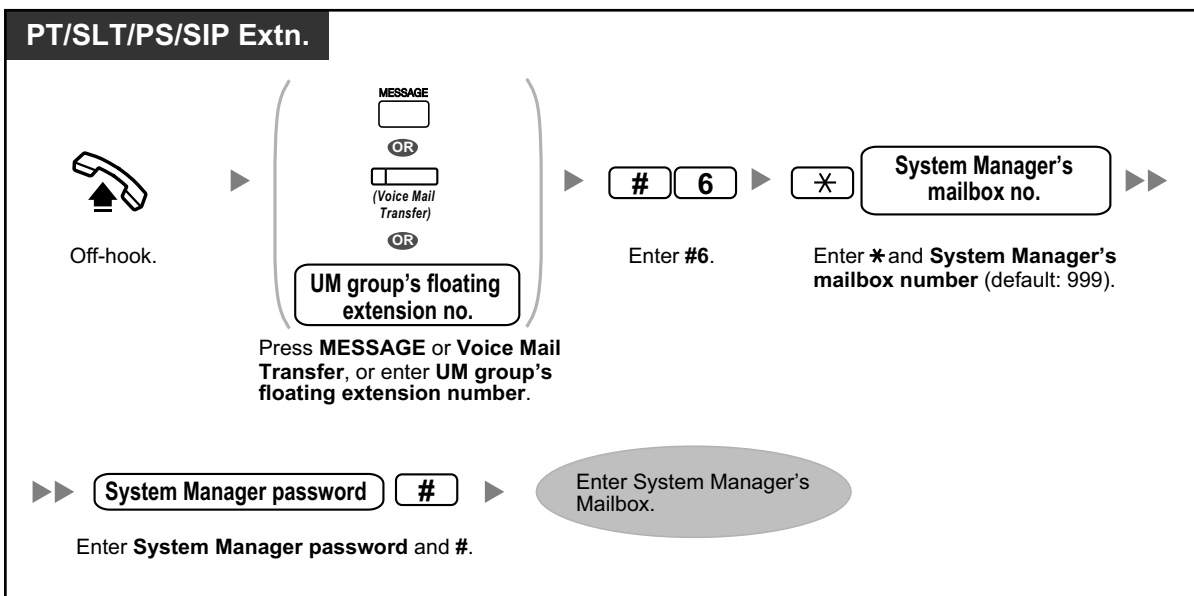 PT/SLT/PS/SIP Extn.
MESSAGE
OR
(Voice Mail
Transfer)
OR
UM group's floating
extension no.
# 6
✳ System Manager's
mailbox no.
Off-hook.
Press MESSAGE or Voice Mail
Transfer, or enter UM group's
floating extension number.
Enter #6.
Enter ✳ and System Manager's
mailbox number (default: 999).
System Manager password #
Enter System Manager password and #.
Enter System Manager's
Mailbox.